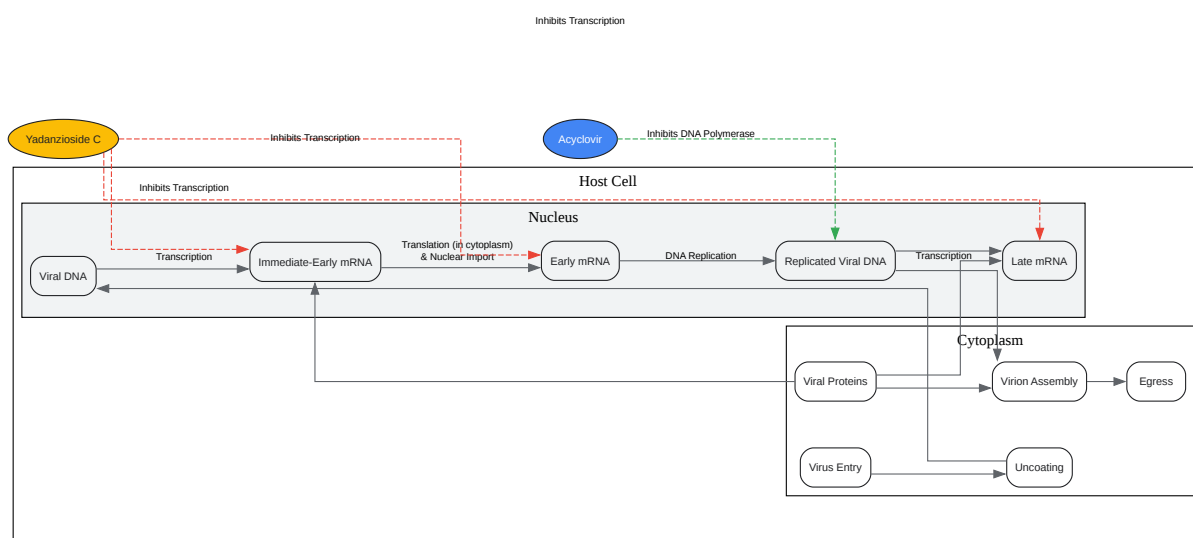 Inhibits Transcription
Yadanzioside C
Inhibits Transcription
Acyclovir
Inhibits DNA Polymerase
Host Cell
Inhibits Transcription
Nucleus
Viral DNA
Transcription
Immediate-Early mRNA
Translation (in cytoplasm)
& Nuclear Import
Early mRNA
DNA Replication
Replicated Viral DNA
Transcription
Late mRNA
Cytoplasm
Viral Proteins
Virion Assembly
Egress
Virus Entry
Uncoating